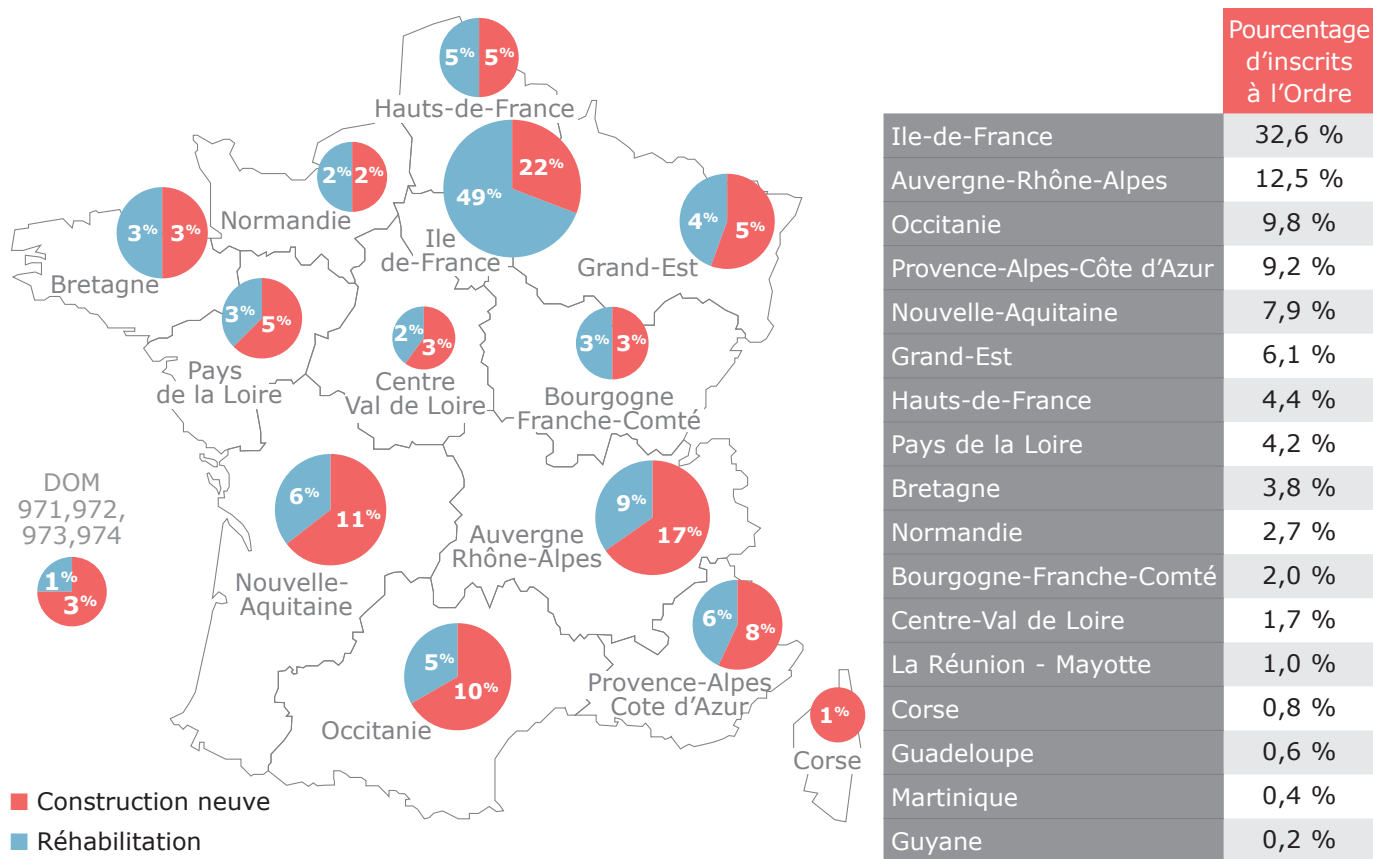 5% 5%
Hauts-de-France
2% 2%
Normandie
22%
49%
Ile
de-France
4% 5%
Grand-Est
3% 3%
Bretagne
3% 5%
Pays
de la Loire
2% 3%
Centre
Val de Loire
3% 3%
Bourgogne
Franche-Comté
DOM
971,972,
973,974
1%
3%
6% 11%
Nouvelle-
Aquitaine
9% 17%
Auvergne
Rhône-Alpes
5% 10%
Occitanie
6% 8%
Provence-Alpes
Cote d’Azur
1%
Corse
Construction neuve
Réhabilitation
Pourcentage
d’inscrits
à l’Ordre
Ile-de-France 32,6 %
Auvergne-Rhône-Alpes 12,5 %
Occitanie 9,8 %
Provence-Alpes-Côte d’Azur 9,2 %
Nouvelle-Aquitaine 7,9 %
Grand-Est 6,1 %
Hauts-de-France 4,4 %
Pays de la Loire 4,2 %
Bretagne 3,8 %
Normandie 2,7 %
Bourgogne-Franche-Comté 2,0 %
Centre-Val de Loire 1,7 %
La Réunion - Mayotte 1,0 %
Corse 0,8 %
Guadeloupe 0,6 %
Martinique 0,4 %
Guyane 0,2 %